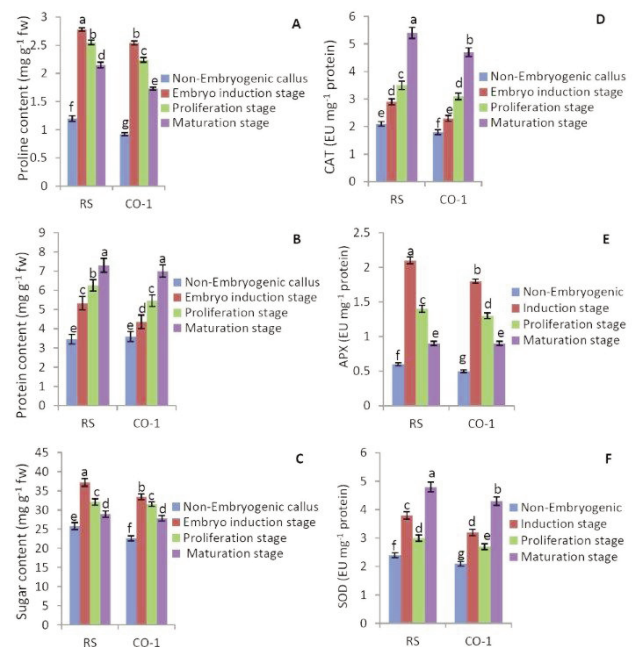 A
Proline content (mg g⁻¹ fw)
3
2.5
2
1.5
1
0.5
0
f
a
b
d
g
c
c
e
RS
CO-1
Non-Embryogenic callus
Embryo induction stage
Proliferation stage
Maturation stage
D
CAT (EU mg⁻¹ protein)
6
5
4
3
2
1
0
e
d
c
a
f
e
d
b
RS
CO-1
Non-Embryogenic callus
Embryo induction stage
Proliferation stage
Maturation stage
B
Protein content (mg g⁻¹ fw)
9
8
7
6
5
4
3
2
1
0
e
c
b
a
e
d
c
a
RS
CO-1
Non-Embryogenic callus
Embryo induction stage
Proliferation stage
Maturation stage
E
APX (EU mg⁻¹ protein)
2.5
2
1.5
1
0.5
0
f
a
c
e
g
b
d
e
RS
CO-1
Non-Embryogenic
Induction stage
Proliferation stage
Maturation stage
C
Sugar content (mg g⁻¹ fw)
45
40
35
30
25
20
15
10
5
0
e
a
c
d
f
b
c
d
RS
CO-1
Non-Embryogenic callus
Embryo induction stage
Proliferation stage
Maturation stage
F
SOD (EU mg⁻¹ protein)
6
5
4
3
2
1
0
f
c
d
a
g
d
e
b
RS
CO-1
Non-Embryogenic
Induction stage
Proliferation stage
Maturation stage